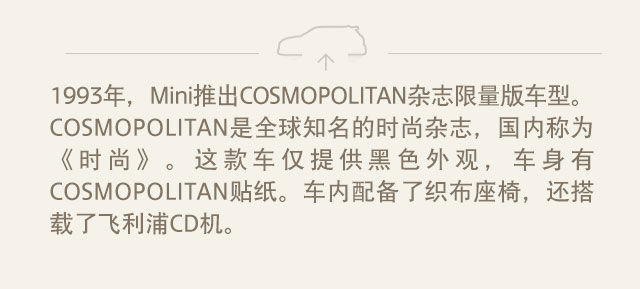 1993年，Mini推出COSMOPOLITAN杂志限量版车型。
COSMOPOLITAN是全球知名的时尚杂志，国内称为
《时尚》。这款车仅提供黑色外观，车身有
COSMOPOLITAN贴纸。车内配备了织布座椅，还搭
载了飞利浦CD机。